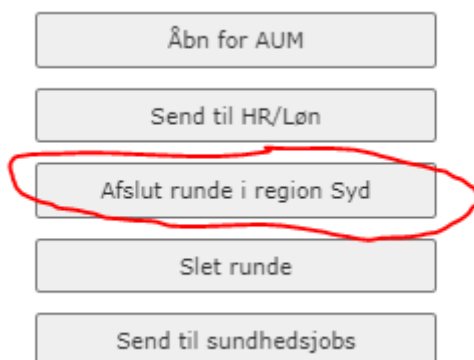 Åbn for AUM
Send til HR/Løn
Afslut runde i region Syd
Slet runde
Send til sundhedsjobs